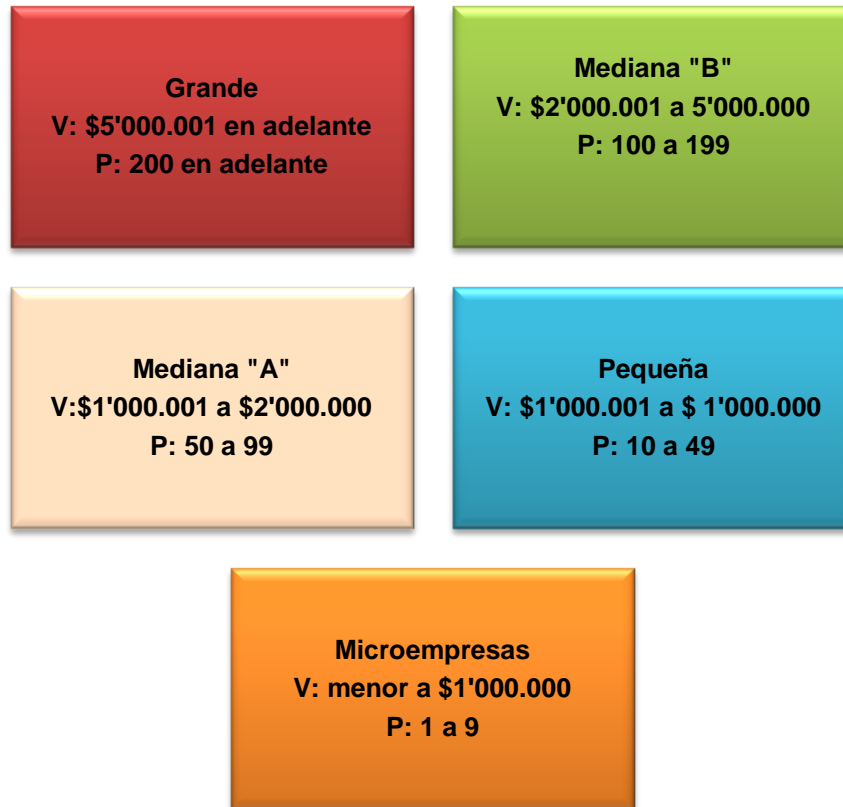 Grande
V: $5'000.001 en adelante
P: 200 en adelante
Mediana "B"
V: $2'000.001 a 5'000.000
P: 100 a 199
Mediana "A"
V:$1'000.001 a $2'000.000
P: 50 a 99
Pequeña
V: $1'000.001 a $ 1'000.000
P: 10 a 49
Microempresas
V: menor a $1'000.000
P: 1 a 9